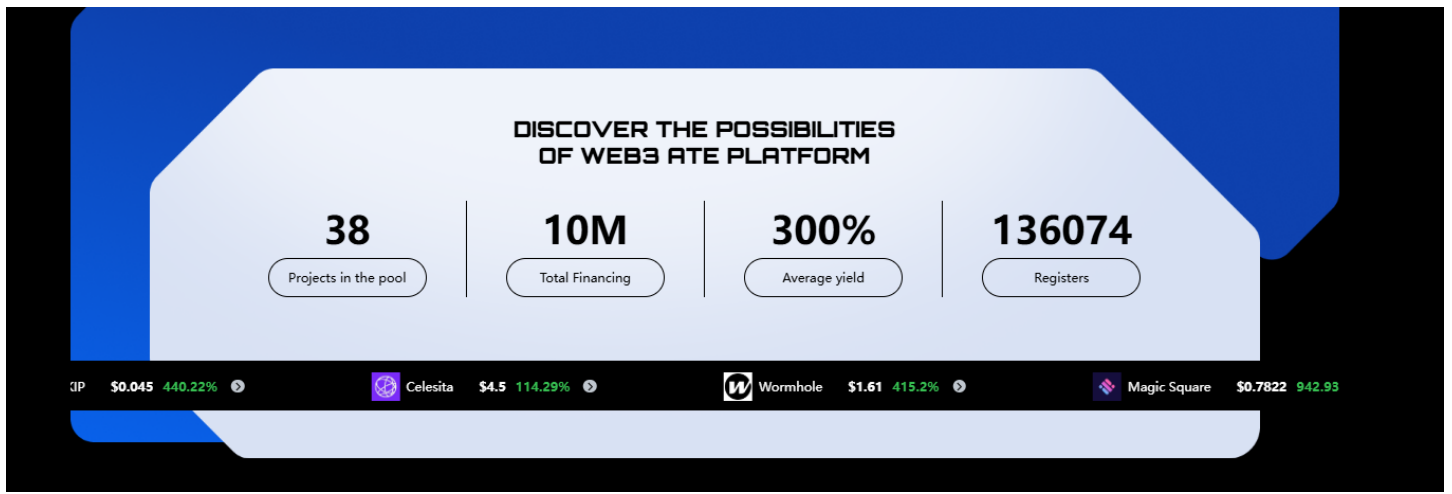 DISCOVER THE POSSIBILITIES
OF WEB3 ATE PLATFORM
38 10M 300% 136074
Projects in the pool Total Financing Average yield Registers
$0.045 440.22% Celesita $4.5 114.29% Wormhole $1.61 415.2% Magic Square $0.7822 942.93